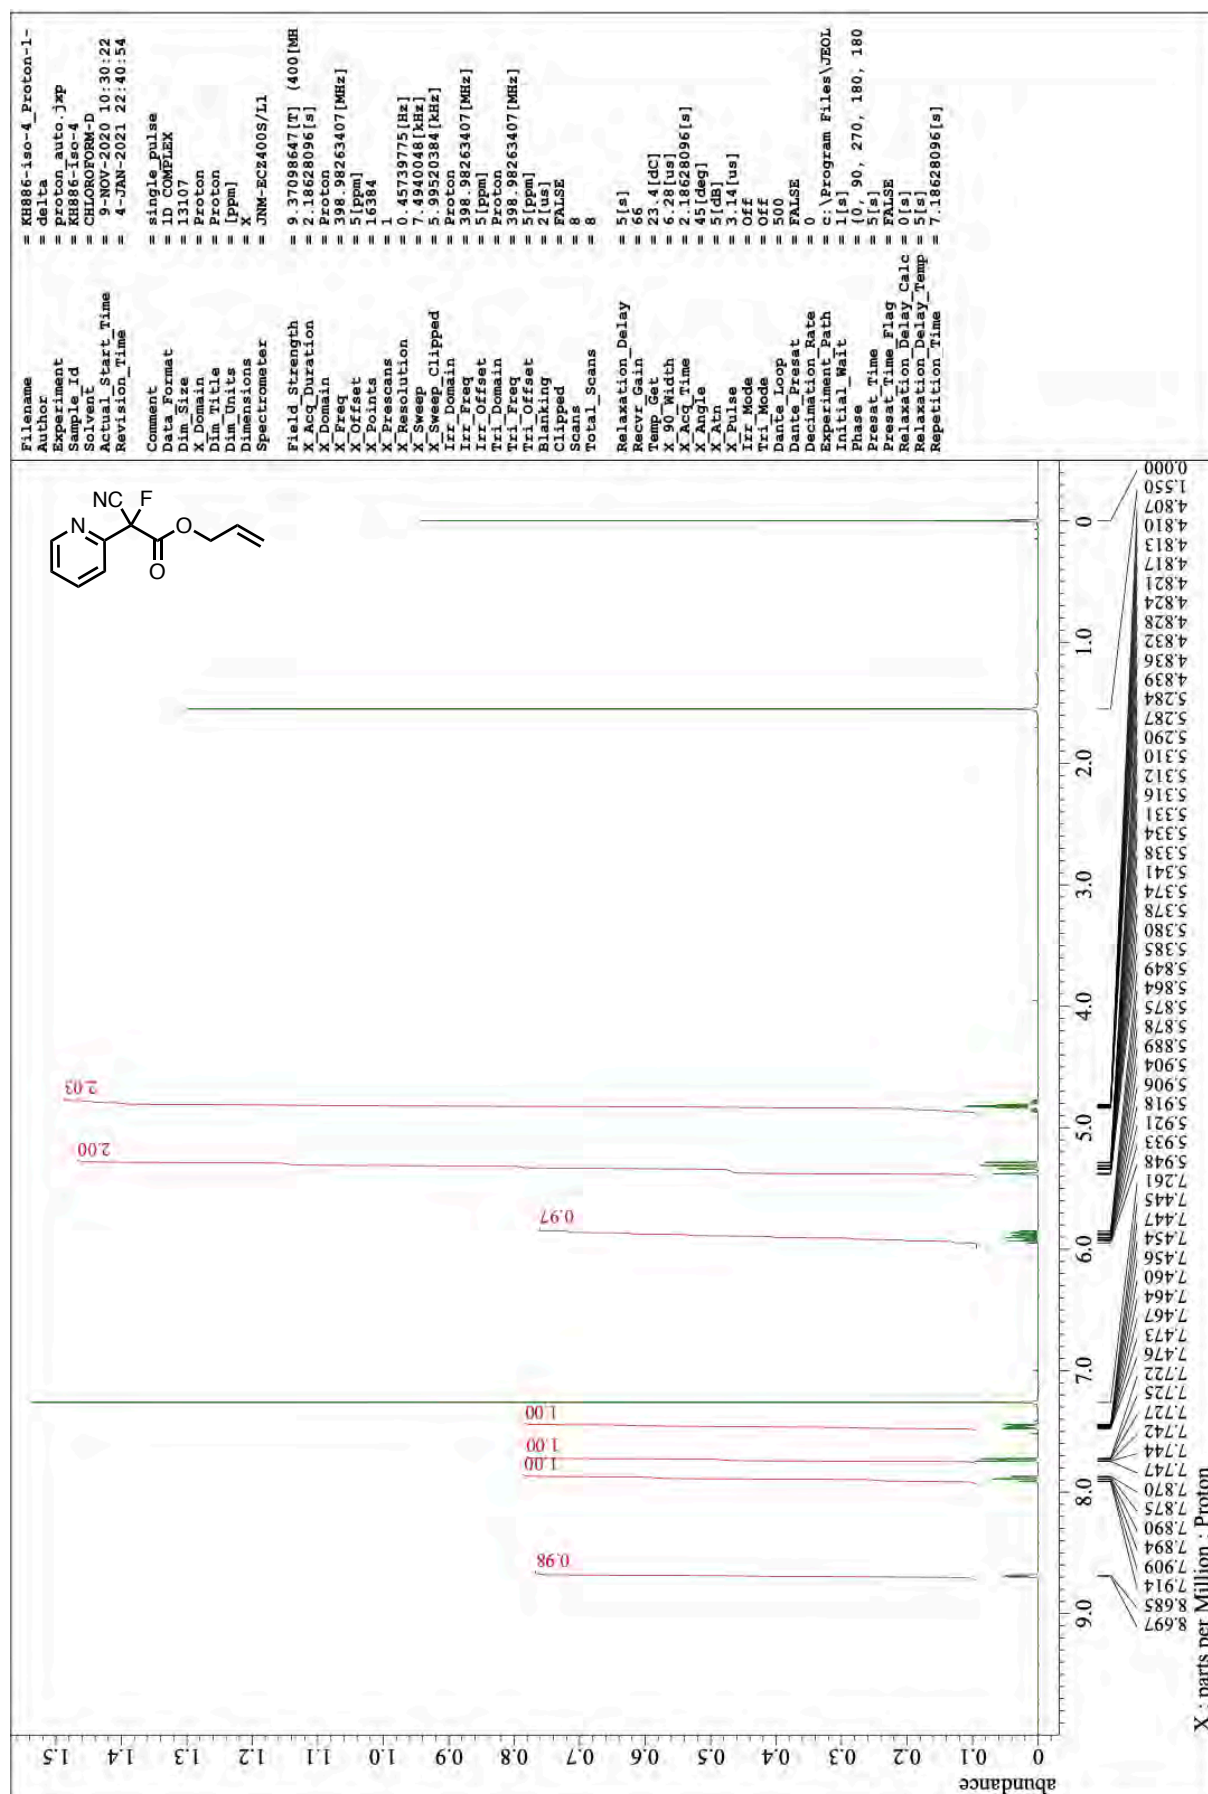 Filename = KH886-iso-4_Proton-1-
Author = delta
Experiment = proton_auto.jxp
Sample_Id = KH886-iso-4
Solvent = CHLOROFORM-D
Actual_Start_Time = 9-NOV-2020 10:30:22
Revision_Time = 4-JAN-2021 22:40:54
Comment = single_pulse
Data_Format = 1D COMPLEX
Dim_Size = 13107
X_Domain = Proton
Dim_Title = Proton
Dim_Units = [ppm]
Dimensions = X
Spectrometer = JNM-ECZ400S/L1
Field_Strength = 9.37098647[T] (400[MH
X_Acq_Duration = 2.18628096[s]
X_Domain = Proton
X_Freq = 398.98263407[MHz]
X_Offset = 5[ppm]
X_Points = 16384
X_Prescans = 1
X_Resolution = 0.45739775[Hz]
X_Sweep = 7.4940048[kHz]
X_Sweep_Clipped = 5.99520384[kHz]
Irr_Domain = Proton
Irr_Freq = 398.98263407[MHz]
Irr_Offset = 5[ppm]
Tri_Domain = Proton
Tri_Freq = 398.98263407[MHz]
Tri_Offset = 5[ppm]
Blanking = 2[us]
Clipped = FALSE
Scans = 8
Total_Scans = 8
Relaxation_Delay = 5[s]
Recvr_Gain = 66
Temp_Get = 23.4[dC]
X_90_Width = 6.28[us]
X_Acq_Time = 2.18628096[s]
X_Angle = 45[deg]
X_Atn = 5[dB]
X_Pulse = 3.14[us]
Irr_Mode = Off
Tri_Mode = Off
Dante_Loop = 500
Dante_Presat = FALSE
Decimation_Rate = 0
Experiment_Path = C:\Program Files\JEOL
Initial_Wait = 1[s]
Phase = {0, 90, 270, 180, 180
Presat_Time = 5[s]
Presat_Time_Flag = FALSE
Relaxation_Delay_Calc = 0[s]
Relaxation_Delay_Temp = 5[s]
Repetition_Time = 7.18628096[s]
NC F
N
O
O
abundance
0 0.1 0.2 0.3 0.4 0.5 0.6 0.7 0.8 0.9 1.0 1.1 1.2 1.3 1.4 1.5
0.98
1.00
1.00
1.00
0.97
2.00
2.03
9.0 8.0 7.0 6.0 5.0 4.0 3.0 2.0 1.0 0
8.697
8.685
7.914
7.909
7.894
7.890
7.875
7.870
7.747
7.744
7.742
7.727
7.725
7.722
7.476
7.473
7.467
7.464
7.460
7.456
7.454
7.447
7.445
7.261
5.948
5.933
5.921
5.918
5.906
5.904
5.889
5.878
5.875
5.864
5.849
5.385
5.380
5.378
5.374
5.341
5.338
5.334
5.331
5.316
5.312
5.310
5.290
5.287
5.284
4.839
4.836
4.832
4.828
4.824
4.821
4.817
4.813
4.810
4.807
1.550
0.000
X : parts per Million : Proton